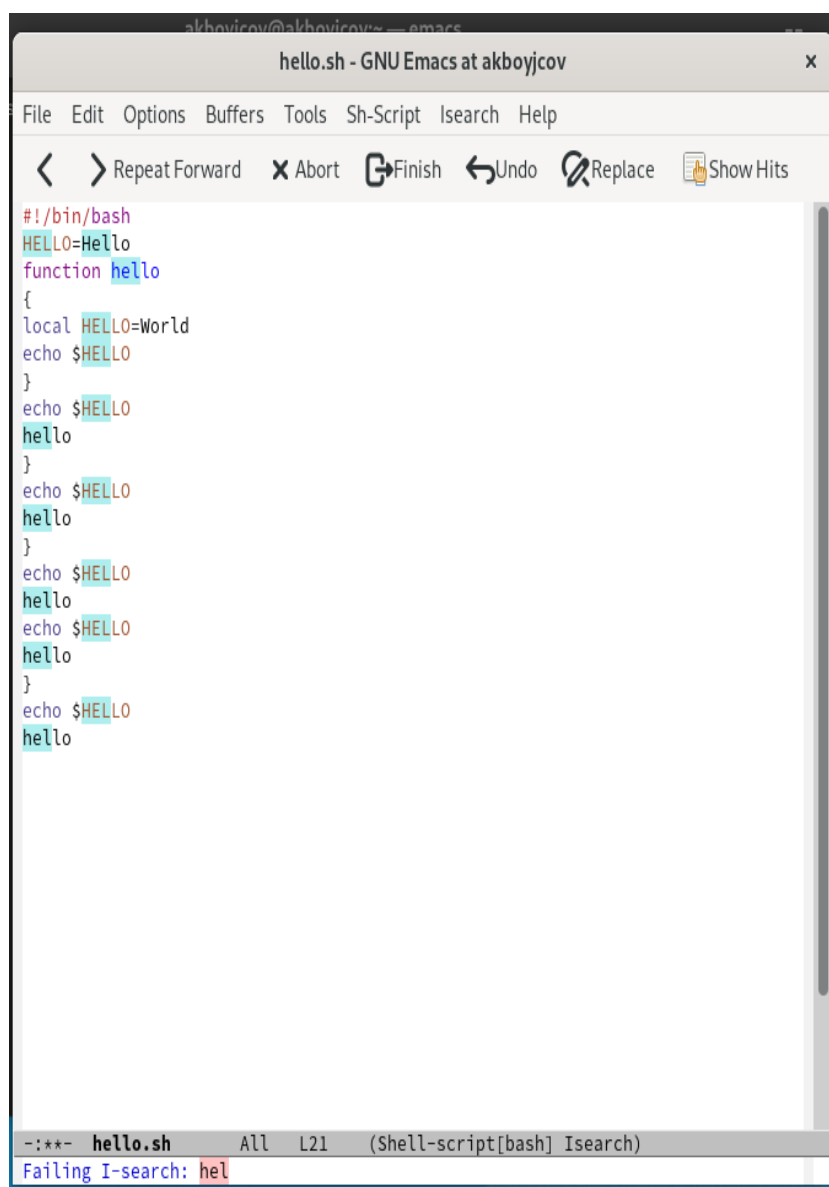 akboyjcov@akboyjcov:~ — emacs
hello.sh - GNU Emacs at akboyjcov
File Edit Options Buffers Tools Sh-Script Isearch Help
Repeat Forward Abort Finish Undo Replace Show Hits
#!/bin/bash
HELLO=Hello
function hello
{
local HELLO=World
echo $HELLO
}
echo $HELLO
hello
}
echo $HELLO
hello
}
echo $HELLO
hello
echo $HELLO
hello
}
echo $HELLO
hello
-:**- hello.sh All L21 (Shell-script[bash] Isearch)
Failing I-search: hel